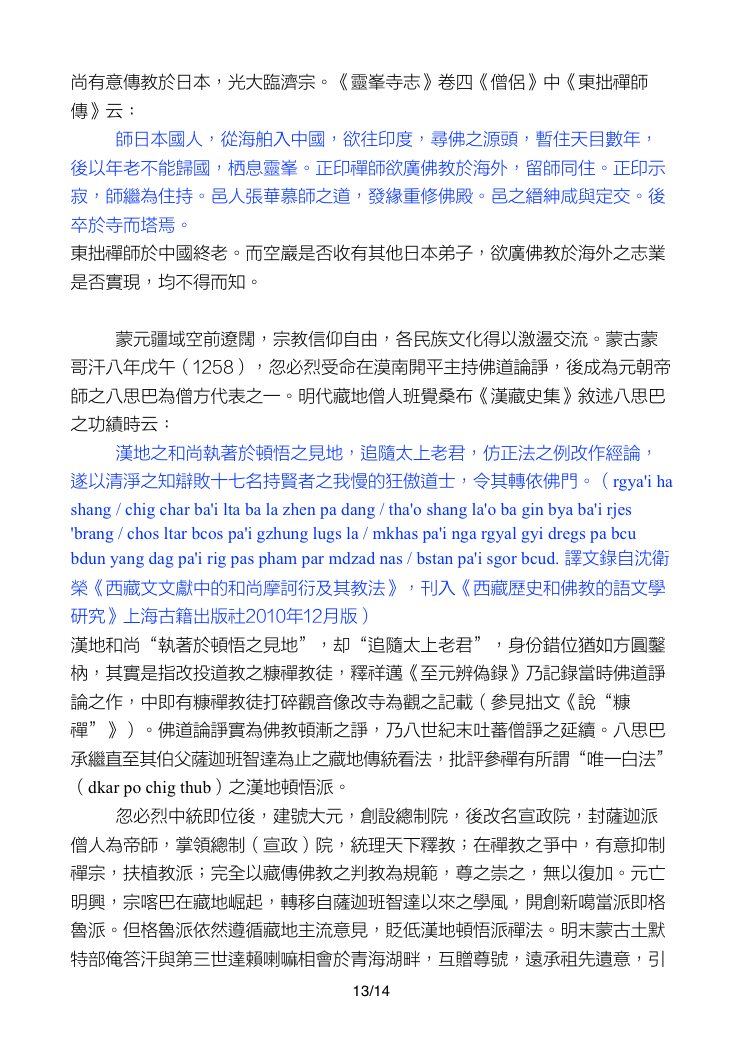 尚有意傳教於日本，光大臨濟宗。《靈峯寺志》卷四《僧侶》中《東拙禪師
傳》云：
師日本國人，從海舶入中國，欲往印度，尋佛之源頭，暫住天目數年，
後以年老不能歸國，栖息靈峯。正印禪師欲廣佛教於海外，留師同住。正印示
寂，師繼為住持。邑人張華慕師之道，發緣重修佛殿。邑之縉紳咸與定交。後
卒於寺而塔焉。
東拙禪師於中國終老。而空巖是否收有其他日本弟子，欲廣佛教於海外之志業
是否實現，均不得而知。
蒙元疆域空前遼闊，宗教信仰自由，各民族文化得以激盪交流。蒙古蒙
哥汗八年戊午（1258），忽必烈受命在漠南開平主持佛道論諍，後成為元朝帝
師之八思巴為僧方代表之一。明代藏地僧人班覺桑布《漢藏史集》敘述八思巴
之功績時云：
漢地之和尚執著於頓悟之見地，追隨太上老君，仿正法之例改作經論，
遂以清淨之知辯敗十七名持賢者之我慢的狂傲道士，令其轉依佛門。（rgya'i ha
shang / chig char ba'i lta ba la zhen pa dang / tha'o shang la'o ba gin bya ba'i rjes
'brang / chos ltar bcos pa'i gzhung lugs la / mkhas pa'i nga rgyal gyi dregs pa bcu
bdun yang dag pa'i rig pas pham par mdzad nas / bstan pa'i sgor bcud. 譯文錄自沈衛
榮《西藏文文獻中的和尚摩訶衍及其教法》，刊入《西藏歷史和佛教的語文學
研究》上海古籍出版社2010年12月版）
漢地和尚“執著於頓悟之見地”，却“追隨太上老君”，身份錯位猶如方圓鑿
枘，其實是指改投道教之糠禪教徒，釋祥邁《至元辨偽錄》乃記錄當時佛道諍
論之作，中即有糠禪教徒打碎觀音像改寺為觀之記載（參見拙文《說“糠
禪”》）。佛道論諍實為佛教頓漸之諍，乃八世紀末吐蕃僧諍之延續。八思巴
承繼直至其伯父薩迦班智達為止之藏地傳統看法，批評參禪有所謂“唯一白法”
（dkar po chig thub）之漢地頓悟派。
忽必烈中統即位後，建號大元，創設總制院，後改名宣政院，封薩迦派
僧人為帝師，掌領總制（宣政）院，統理天下釋教；在禪教之爭中，有意抑制
禪宗，扶植教派；完全以藏傳佛教之判教為規範，尊之崇之，無以復加。元亡
明興，宗喀巴在藏地崛起，轉移自薩迦班智達以來之學風，開創新噶當派即格
魯派。但格魯派依然遵循藏地主流意見，貶低漢地頓悟派禪法。明末蒙古土默
特部俺答汗與第三世達賴喇嘛相會於青海湖畔，互贈尊號，遠承祖先遺意，引
13/14